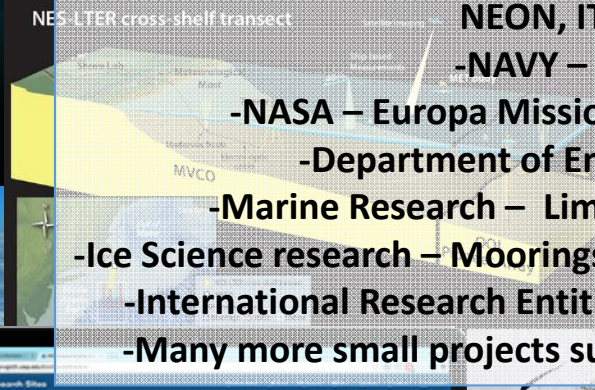 NES-LTER cross-shelf transect
NEON, IT
-NAVY –
-NASA – Europa Missio
-Department of En
MVCO
-Marine Research – Lim
-Ice Science research – Moorings
-International Research Entit
-Many more small projects su